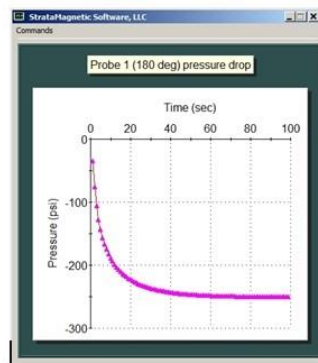 StrataMagnetic Software, LLC
Commands
Probe 1 (180 deg) pressure drop
Time (sec)
0 20 40 60 80 100
0
-100
-200
-300
Pressure (psi)